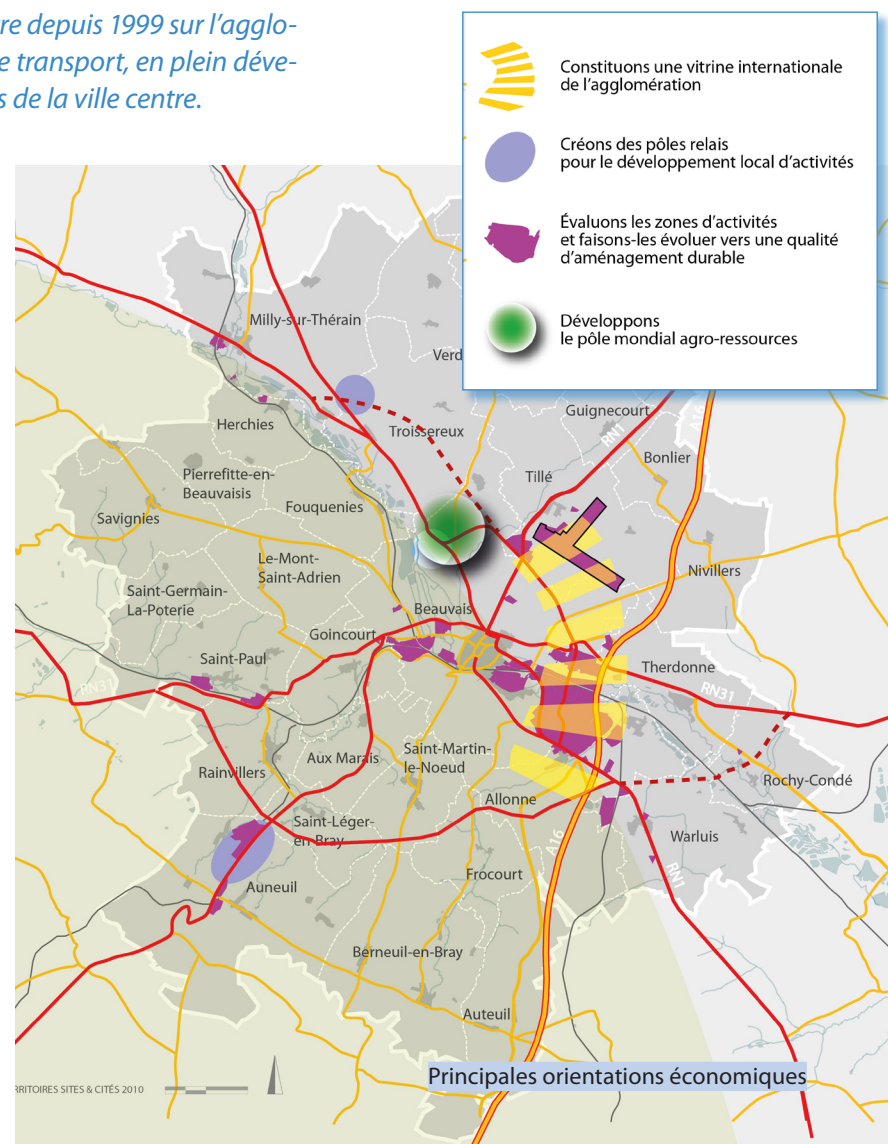 re depuis 1999 sur l'agglo-
e transport, en plein déve-
s de la ville centre.
Constituons une vitrine internationale
de l'agglomération
Créons des pôles relais
pour le développement local d'activités
Évaluons les zones d'activités
et faisons-les évoluer vers une qualité
d'aménagement durable
Développons
le pôle mondial agro-ressources
Milly-sur-Thérain
Verd
Herchies
Troissereux
Guignecourt
RN1
A16
Bonlier
Tillé
Pierrefitte-en-
Beauvaisis
Savignies
Fouquenies
Le-Mont-
Saint-Adrien
Nivillers
Saint-Germain-
La-Poterie
Beauvais
Goincourt
Saint-Paul
Therdonne
RN31
RN31
Rainvillers
Aux Marais
Saint-Martin-
le-Noeud
Rochy-Condé
Allonne
Saint-Léger-
en-Bray
Warluis
A16
RN1
Auneuil
Frocourt
Berneuil-en-Bray
Auteuil
Principales orientations économiques
RRITOIRES SITES & CITÉS 2010